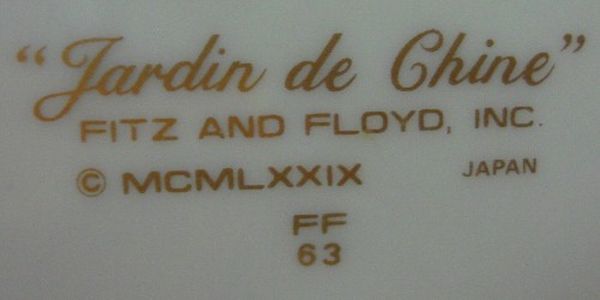 "Jardin de Chine"
FITZ AND FLOYD, INC.
© MCMLXXIX JAPAN
FF
63